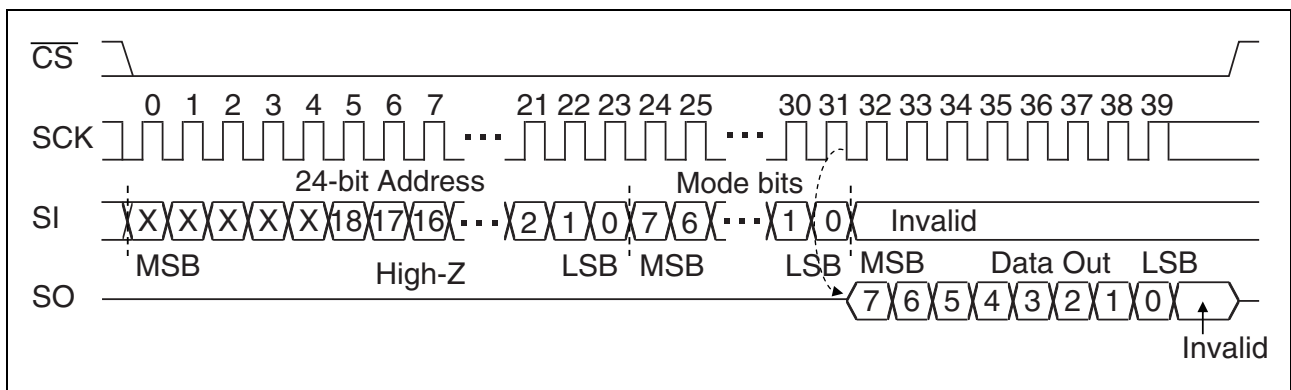 CS
0 1 2 3 4 5 6 7 21 22 23 24 25 30 31 32 33 34 35 36 37 38 39
SCK ... ...
24-bit Address Mode bits
SI X X X X X 18 17 16 ... 2 1 0 7 6 ... 1 0 Invalid
MSB High-Z LSB MSB LSB MSB Data Out LSB
SO 7 6 5 4 3 2 1 0
Invalid